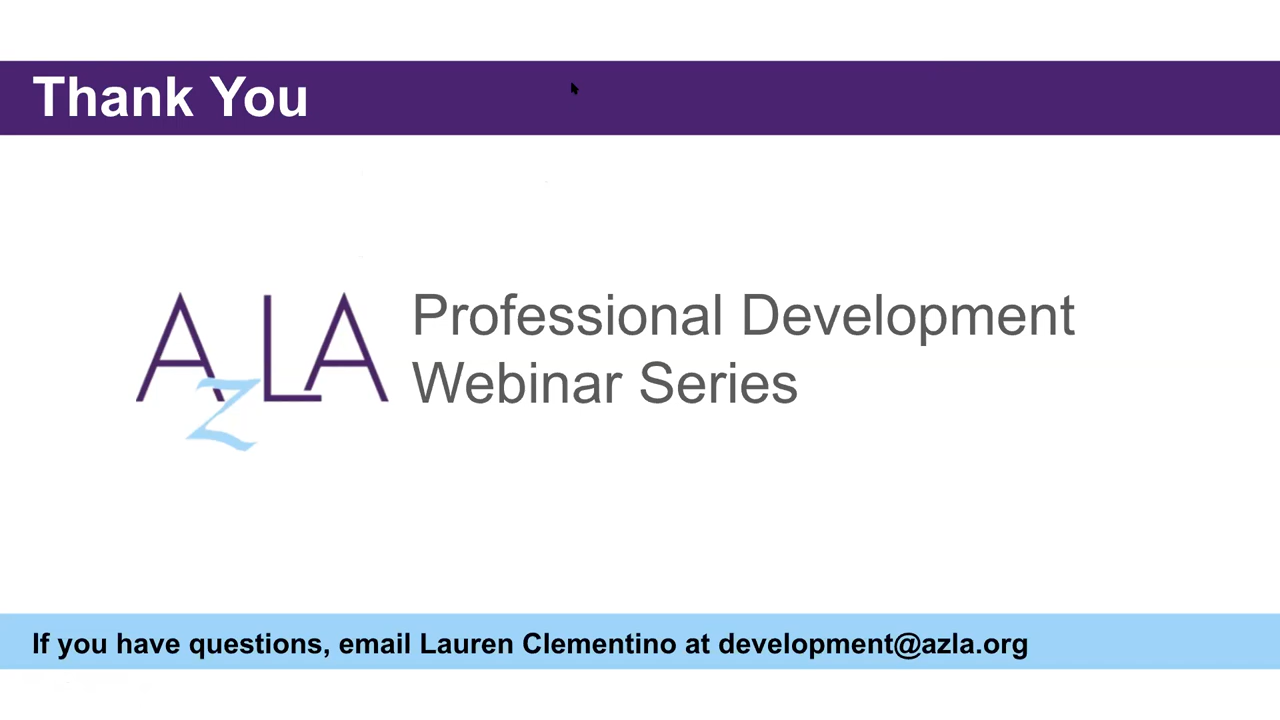 Thank You
AzLA
Professional Development
Webinar Series
If you have questions, email Lauren Clementino at development@azla.org